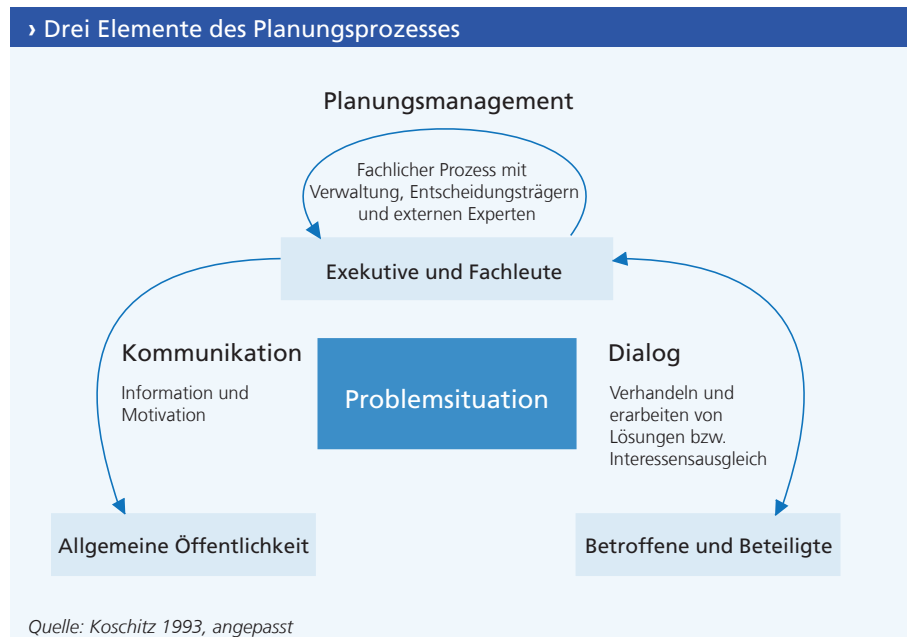 › Drei Elemente des Planungsprozesses
Planungsmanagement
Fachlicher Prozess mit
Verwaltung, Entscheidungsträgern
und externen Experten
Exekutive und Fachleute
Kommunikation
Information und
Motivation
Problemsituation
Dialog
Verhandeln und
erarbeiten von
Lösungen bzw.
Interessensausgleich
Allgemeine Öffentlichkeit
Betroffene und Beteiligte
Quelle: Koschitz 1993, angepasst